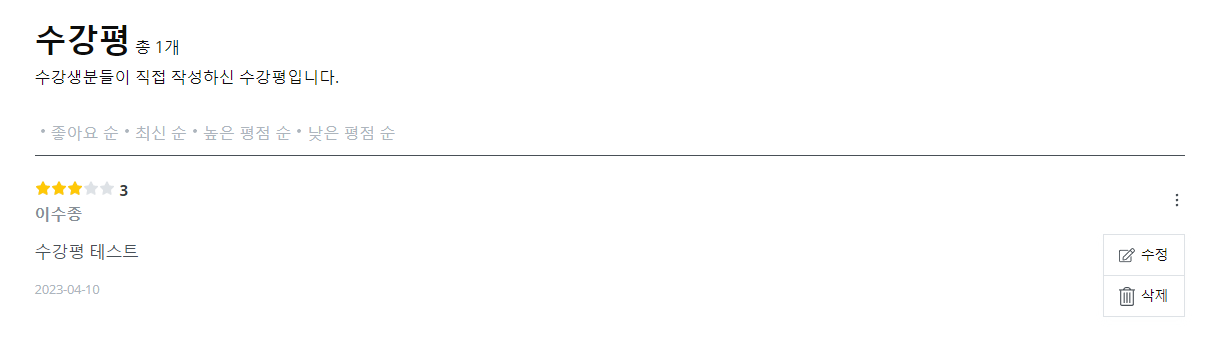 수강평 총 1개
수강생분들이 직접 작성하신 수강평입니다.
• 좋아요 순 • 최신 순 • 높은 평점 순 • 낮은 평점 순
3
이수종
수강평 테스트
수정
2023-04-10
삭제